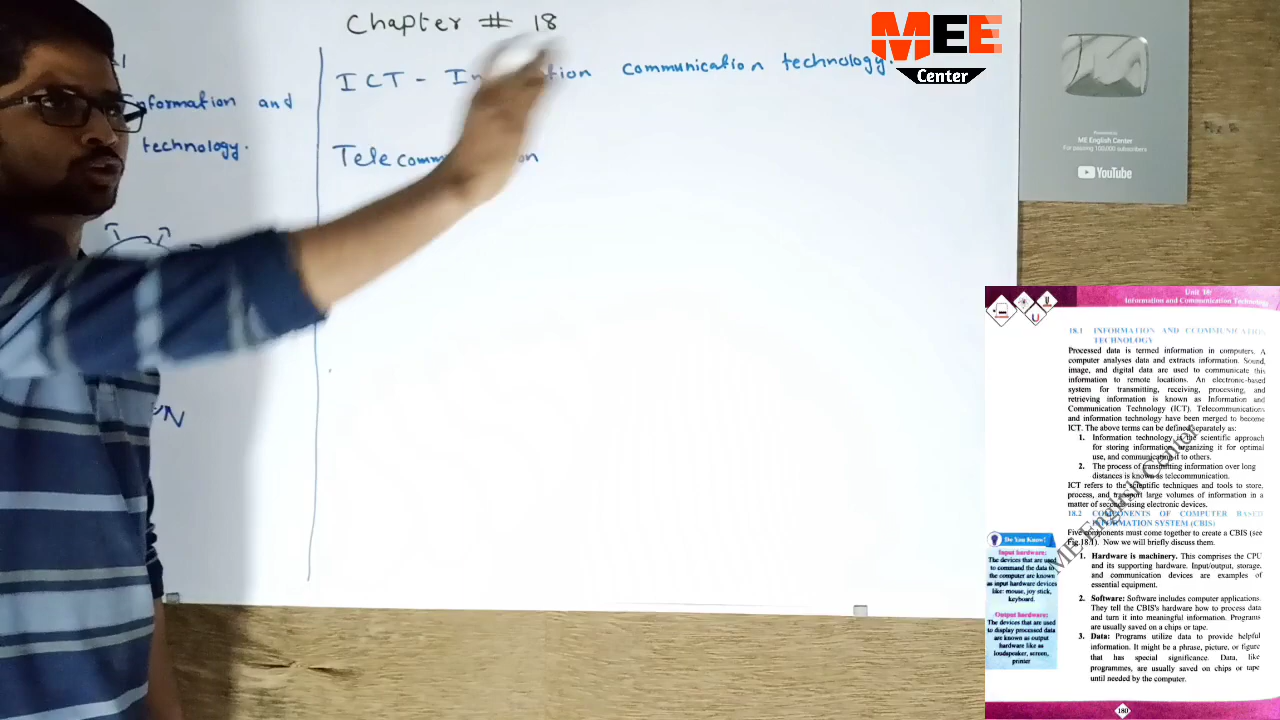 Chapter # 18
ICT - communication technology.
and
technology.
MEE
Center
Presented to
ME English Center
For passing 100,000 subscribers
YouTube
Unit 18:
Information and Communication Technology
18.1 INFORMATION AND COMMUNICATION
TECHNOLOGY
Processed data is termed information in computers. A
computer analyses data and extracts information. Sound,
image, and digital data are used to communicate this
information to remote locations. An electronic-based
system for transmitting, receiving, processing, and
retrieving information is known as Information and
Communication Technology (ICT). Telecommunications
and information technology have been merged to become
ICT. The above terms can be defined separately as:
1. Information technology is the scientific approach
for storing information, organizing it for optimal
use, and communicating it to others.
2. The process of transmitting information over long
distances is known as telecommunication.
ICT refers to the scientific techniques and tools to store,
process, and transport large volumes of information in a
matter of seconds using electronic devices.
18.2 COMPONENTS OF COMPUTER BASED
INFORMATION SYSTEM (CBIS)
Five components must come together to create a CBIS (see
Fig.18.1). Now we will briefly discuss them.
1. Hardware is machinery. This comprises the CPU
and its supporting hardware. Input/output, storage,
and communication devices are examples of
essential equipment.
2. Software: Software includes computer applications.
They tell the CBIS's hardware how to process data
and turn it into meaningful information. Programs
are usually saved on a chips or tape.
3. Data: Programs utilize data to provide helpful
information. It might be a phrase, picture, or figure
that has special significance. Data, like
programmes, are usually saved on chips or tape
until needed by the computer.
Do You Know!
Input hardware:
The devices that are used
to command the data to
the computer are known
as input hardware devices
like: mouse, joy stick,
keyboard.
Output hardware:
The devices that are used
to display processed data
are known as output
hardware like as
loudspeaker, screen,
printer
ME English Center
180